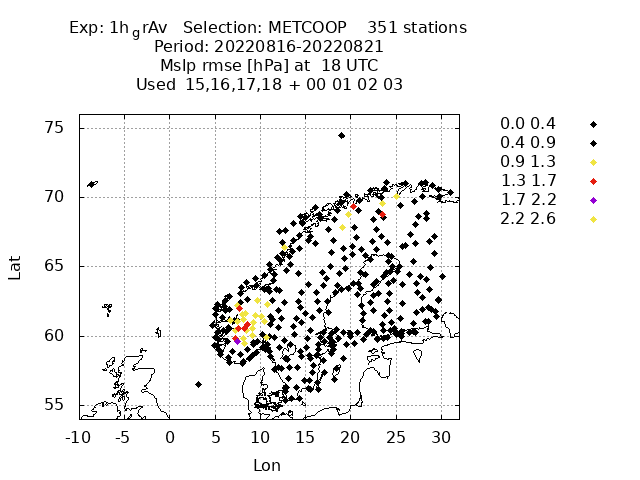 Exp: 1h grAv   Selection: METCOOP    351 stations
Period: 20220816-20220821
Mslp rmse [hPa] at  18 UTC
Used  15,16,17,18 + 00 01 02 03
0.0 0.4
0.4 0.9
0.9 1.3
1.3 1.7
1.7 2.2
2.2 2.6
75
70
65
60
55
Lat
-10 -5 0 5 10 15 20 25 30
Lon